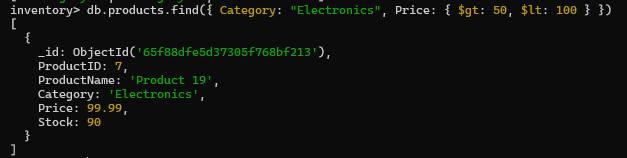 inventory> db.products.find({ Category: "Electronics", Price: { $gt: 50, $lt: 100 } })
[
  {
    _id: ObjectId('65f88dfe5d37305f768bf213'),
    ProductID: 7,
    ProductName: 'Product 19',
    Category: 'Electronics',
    Price: 99.99,
    Stock: 90
  }
]